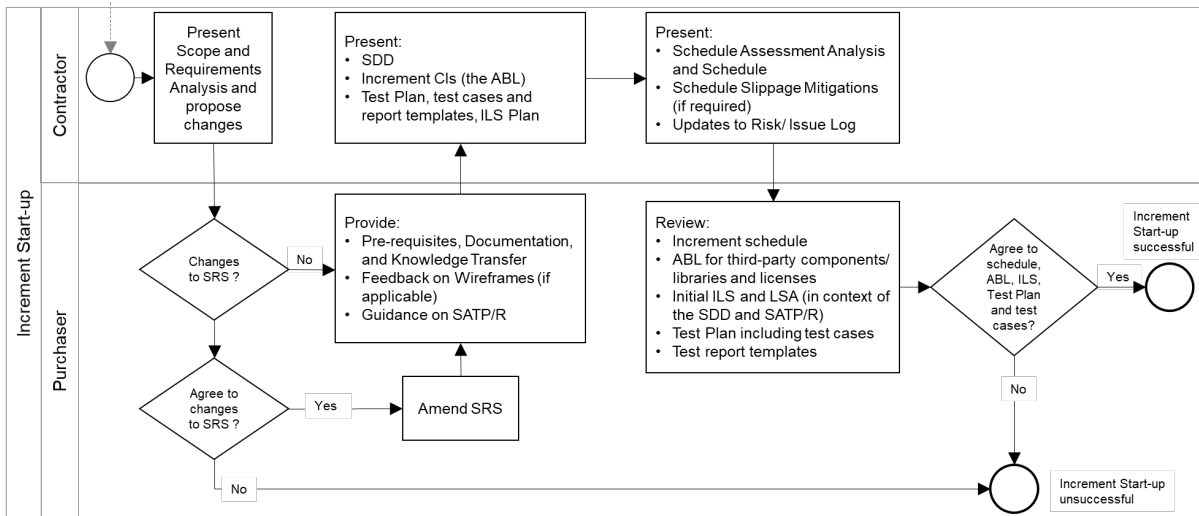 Increment Start-up
Contractor
Present
Scope and
Requirements
Analysis and
propose
changes
Present:
• SDD
• Increment CIs (the ABL)
• Test Plan, test cases and
report templates, ILS Plan
Present:
• Schedule Assessment Analysis
and Schedule
• Schedule Slippage Mitigations
(if required)
• Updates to Risk/ Issue Log
Purchaser
Changes
to SRS ?
No
Provide:
• Pre-requisites, Documentation,
and Knowledge Transfer
• Feedback on Wireframes (if
applicable)
• Guidance on SATP/R
Review:
• Increment schedule
• ABL for third-party components/
libraries and licenses
• Initial ILS and LSA (in context of
the SDD and SATP/R)
• Test Plan including test cases
• Test report templates
Agree to
schedule,
ABL, ILS,
Test Plan
and test
cases?
Yes
Increment
Start-up
successful
Agree to
changes
to SRS ?
Yes
Amend SRS
No
No
Increment Start-up
unsuccessful